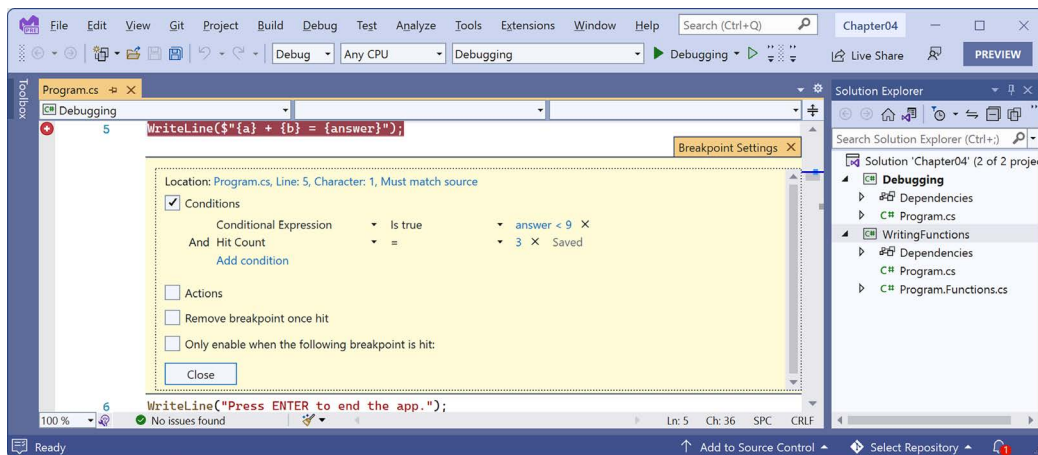 File Edit View Git Project Build Debug Test Analyze Tools Extensions Window Help Search (Ctrl+Q) Chapter04
Debug Any CPU Debugging Debugging Live Share PREVIEW
Toolbox
Program.cs
Solution Explorer
C# Debugging
5 WriteLine($"{a} + {b} = {answer}");
Breakpoint Settings
Location: Program.cs, Line: 5, Character: 1, Must match source
Conditions
Conditional Expression Is true answer < 9
And Hit Count = 3 Saved
Add condition
Actions
Remove breakpoint once hit
Only enable when the following breakpoint is hit:
Close
6 WriteLine("Press ENTER to end the app.");
100 % No issues found Ln: 5 Ch: 36 SPC CRLF
Search Solution Explorer (Ctrl+;)
Solution 'Chapter04' (2 of 2 proje
C# Debugging
Dependencies
C# Program.cs
C# WritingFunctions
Dependencies
C# Program.cs
C# Program.Functions.cs
Ready Add to Source Control Select Repository 1